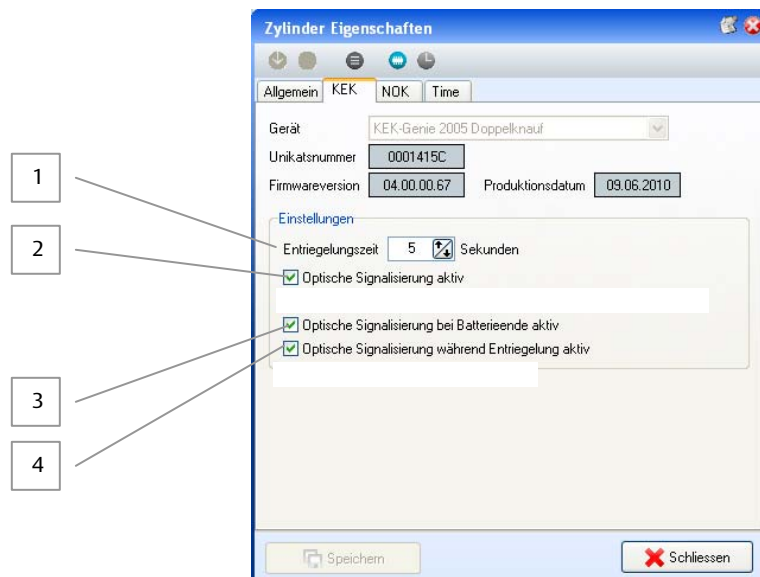 Zylinder Eigenschaften
Allgemein KEK NOK Time
Gerät KEK-Genie 2005 Doppelknauf
Unikatsnummer 0001415C
Firmwareversion 04.00.00.67 Produktionsdatum 09.06.2010
Einstellungen
1
Entriegelungszeit 5 Sekunden
2
Optische Signalisierung aktiv
Optische Signalisierung bei Batterieende aktiv
Optische Signalisierung während Entriegelung aktiv
3
4
Speichern Schliessen